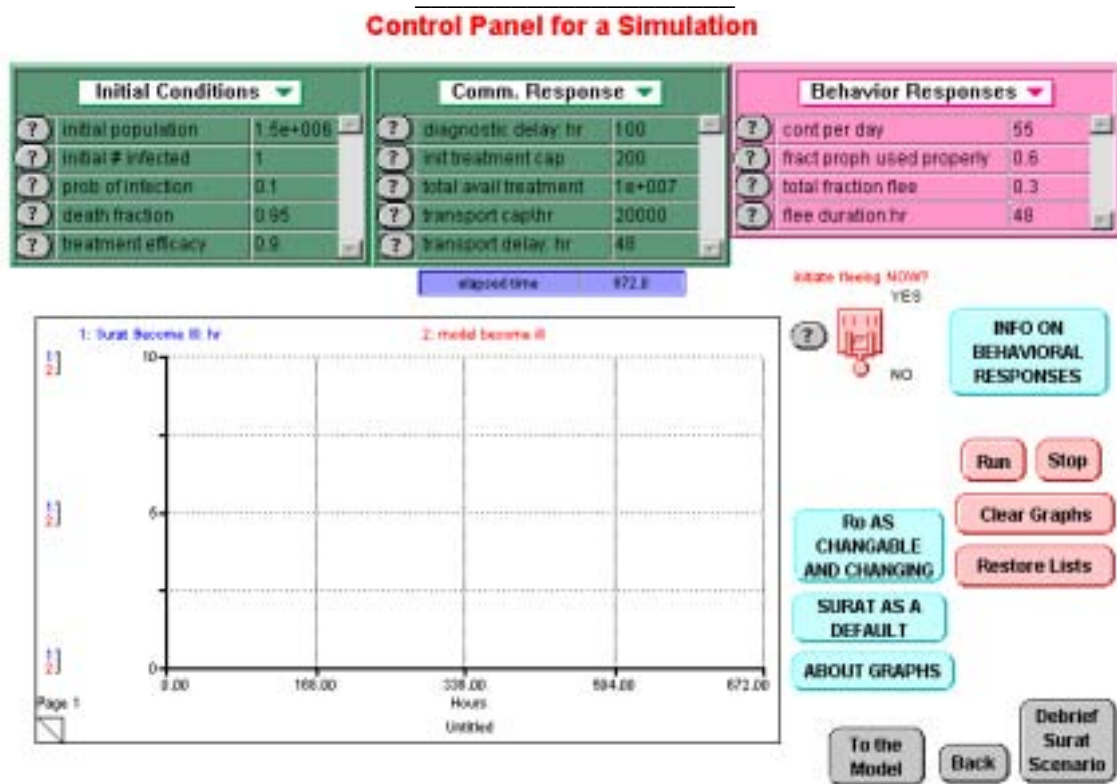 Control Panel for a Simulation
Initial Conditions
? initial population 1.5e+006
? initial # infected 1
? prob of infection 0.1
? death fraction 0.95
? treatment efficacy 0.9
Comm. Response
? diagnostic delay: hr 100
? init treatment cap 200
? total avail treatment 1e+007
? transport cap\hr 20000
? transport delay: hr 48
Behavior Responses
? cont per day 55
? fract proph used properly 0.6
? total fraction flee 0.3
? flee duration:hr 48
elapsed time 672.0
initiate fleeing NOW?
YES
?
NO
INFO ON
BEHAVIORAL
RESPONSES
1: Surat Become Ill: hr 2: model become ill
1:
2:
10
1:
2:
5
1:
2:
0
0.00 168.00 336.00 504.00 672.00
Page 1
Hours
Untitled
Run Stop
Clear Graphs
Restore Lists
Ro AS
CHANGABLE
AND CHANGING
SURAT AS A
DEFAULT
ABOUT GRAPHS
To the
Model
Back
Debrief
Surat
Scenario